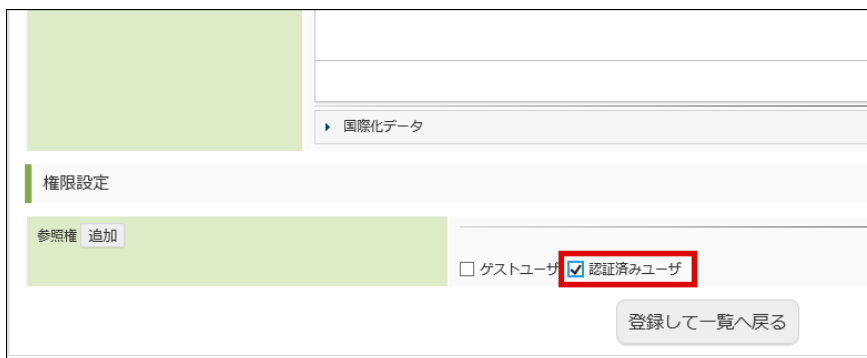 国際化データ
権限設定
参照権 追加
ゲストユーザ 認証済みユーザ
登録して一覧へ戻る